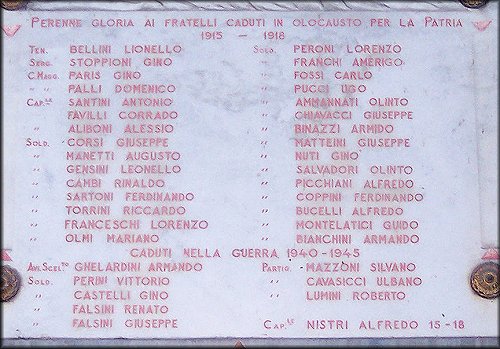 Perenne gloria ai fratelli caduti in olocausto per la Patria
1915 – 1918
Ten. Bellini Lionello
Serg. Stoppioni Gino
C.Magg. Paris Gino
" " Palli Domenico
Cap.le Santini Antonio
" Favilli Corrado
" Aliboni Alessio
Sold. Corsi Giuseppe
" Manetti Augusto
" Gensini Leonello
" Cambi Rinaldo
" Sartoni Ferdinando
" Torrini Riccardo
" Franceschi Lorenzo
" Olmi Mariano
Sold. Peroni Lorenzo
" Franchi Amerigo
" Fossi Carlo
" Pucci Ugo
" Ammannati Olinto
" Chiavacci Giuseppe
" Binazzi Armido
" Matteini Giuseppe
" Nuti Gino
" Salvadori Olinto
" Picchiani Alfredo
" Coppini Ferdinando
" Bucelli Alfredo
" Montelatici Guido
" Bianchini Armando
Caduti nella guerra 1940-1945
Av.Scelto Ghelardini Armando
Sold. Perini Vittorio
" Castelli Gino
" Falsini Renato
" Falsini Giuseppe
Partig. Mazzoni Silvano
" Cavasicci Ulbano
" Lumini Roberto
Cap.le Nistri Alfredo 15-18